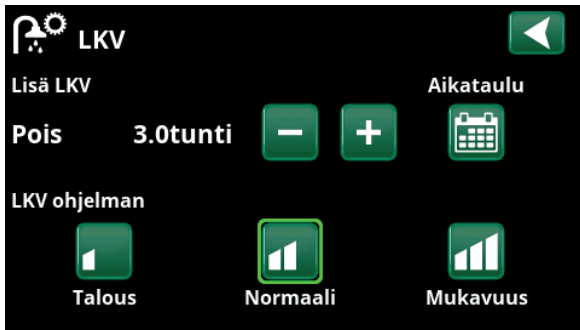 LKV
Lisä LKV Aikataulu
Pois 3.0tunti − +
LKV ohjelman
Talous Normaali Mukavuus